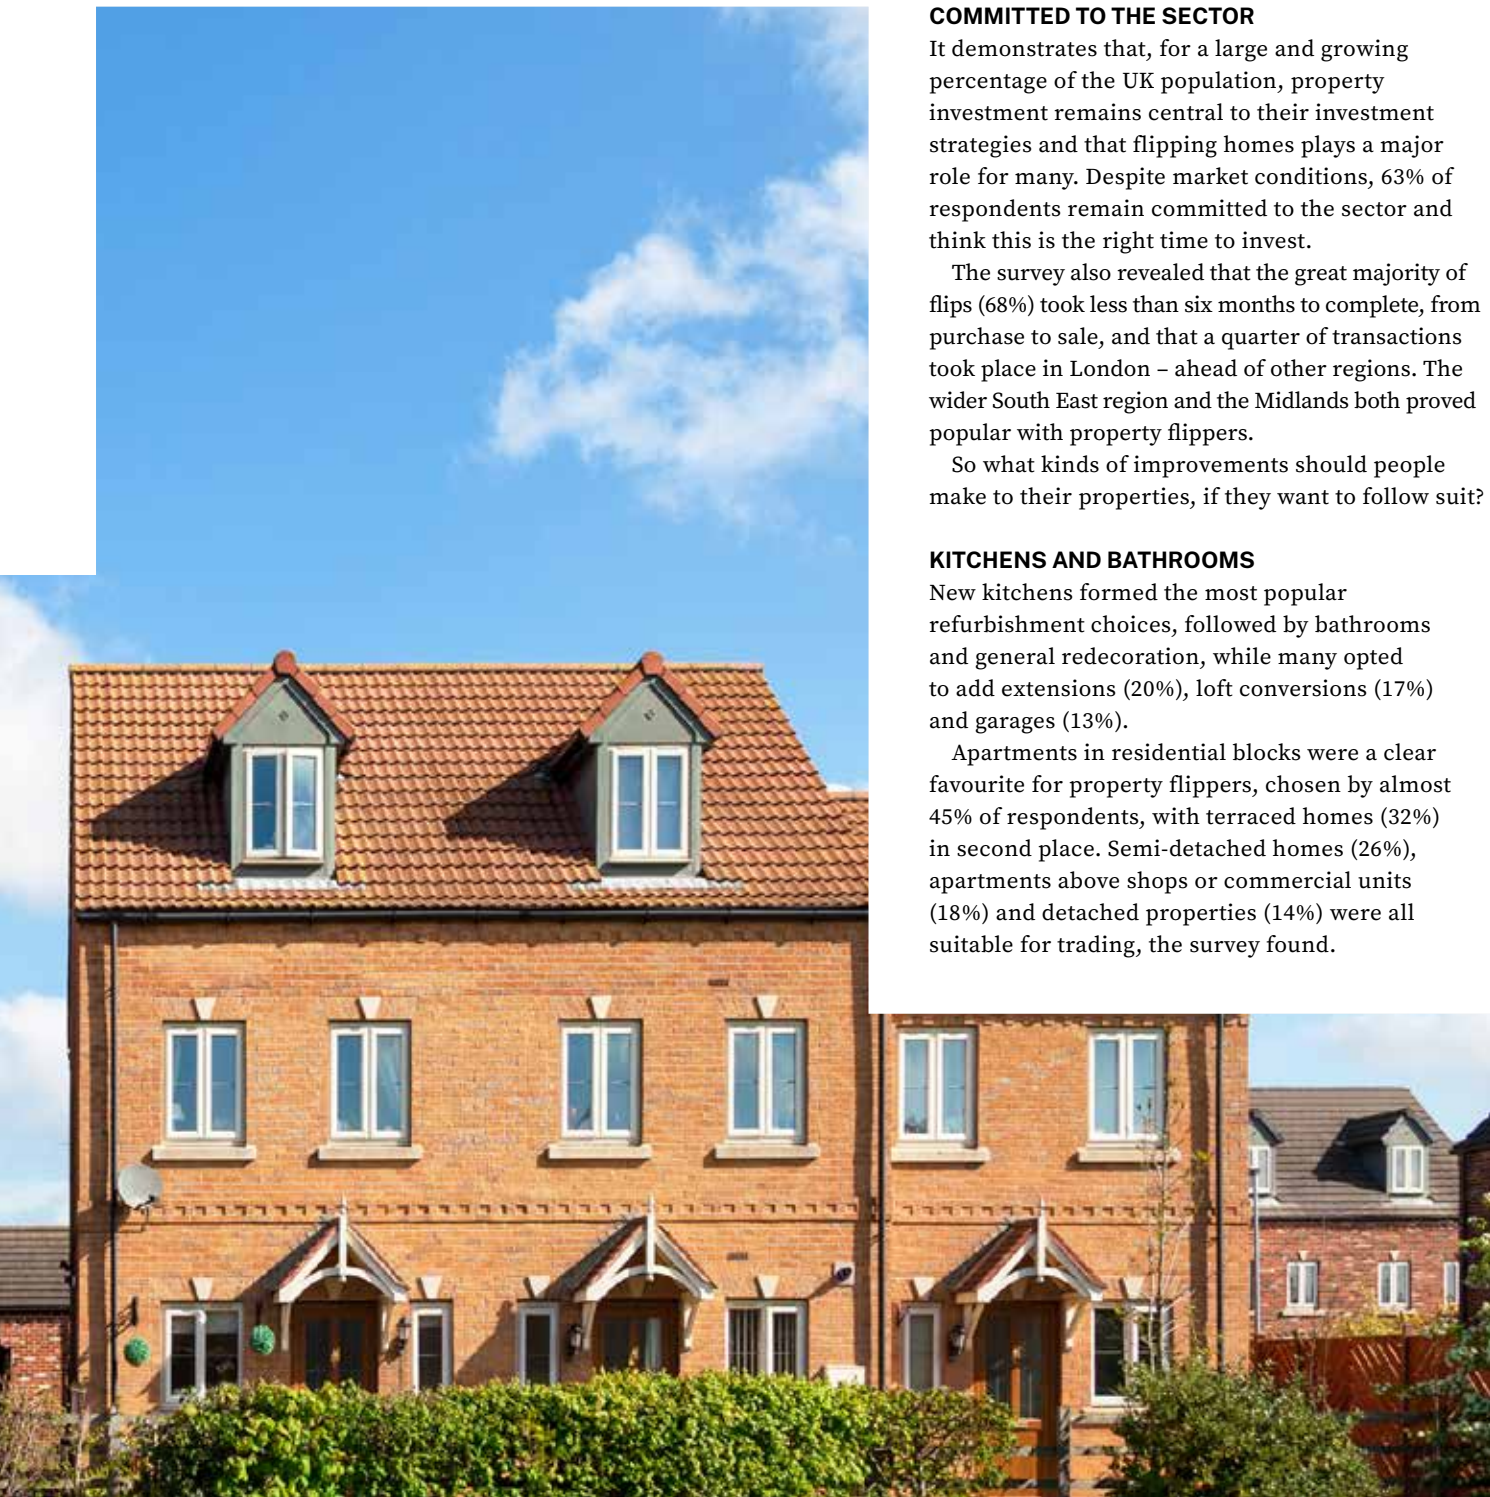 COMMITTED TO THE SECTOR
It demonstrates that, for a large and growing
percentage of the UK population, property
investment remains central to their investment
strategies and that flipping homes plays a major
role for many. Despite market conditions, 63% of
respondents remain committed to the sector and
think this is the right time to invest.
The survey also revealed that the great majority of
flips (68%) took less than six months to complete, from
purchase to sale, and that a quarter of transactions
took place in London – ahead of other regions. The
wider South East region and the Midlands both proved
popular with property flippers.
So what kinds of improvements should people
make to their properties, if they want to follow suit?
KITCHENS AND BATHROOMS
New kitchens formed the most popular
refurbishment choices, followed by bathrooms
and general redecoration, while many opted
to add extensions (20%), loft conversions (17%)
and garages (13%).
Apartments in residential blocks were a clear
favourite for property flippers, chosen by almost
45% of respondents, with terraced homes (32%)
in second place. Semi-detached homes (26%),
apartments above shops or commercial units
(18%) and detached properties (14%) were all
suitable for trading, the survey found.